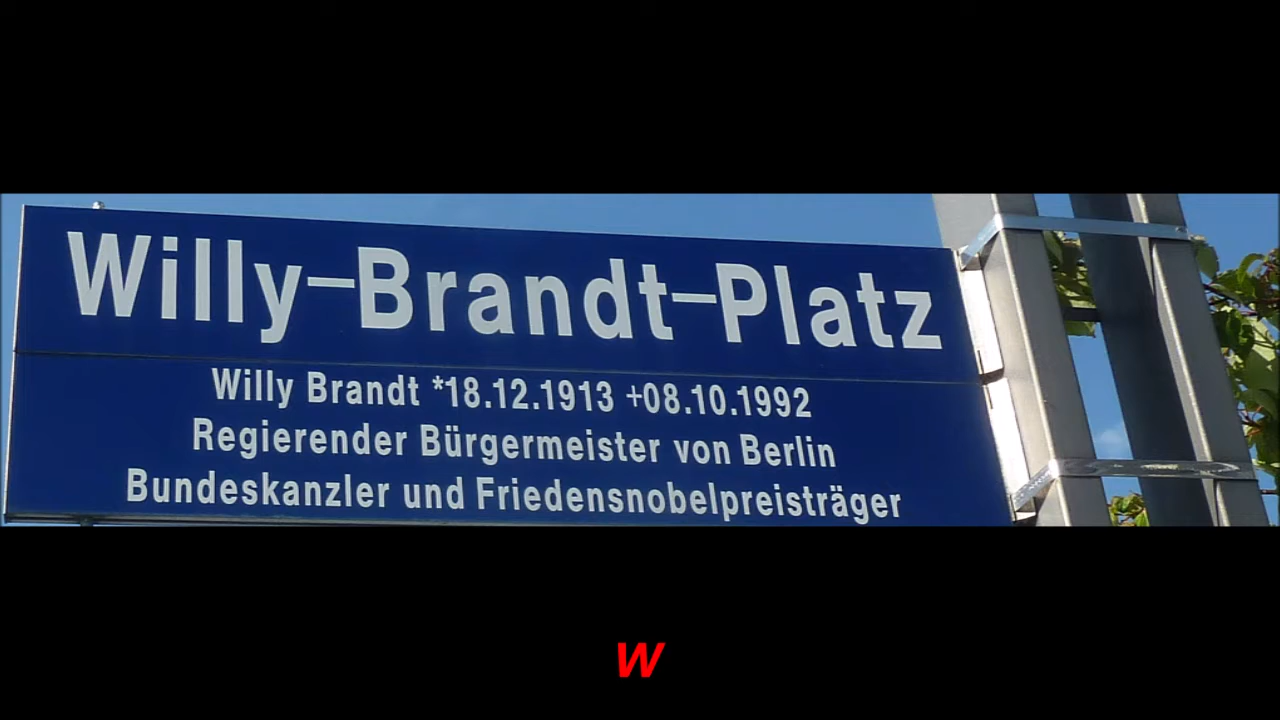 Willy-Brandt-Platz
Willy Brandt *18.12.1913 +08.10.1992
Regierender Bürgermeister von Berlin
Bundeskanzler und Friedensnobelpreisträger
W